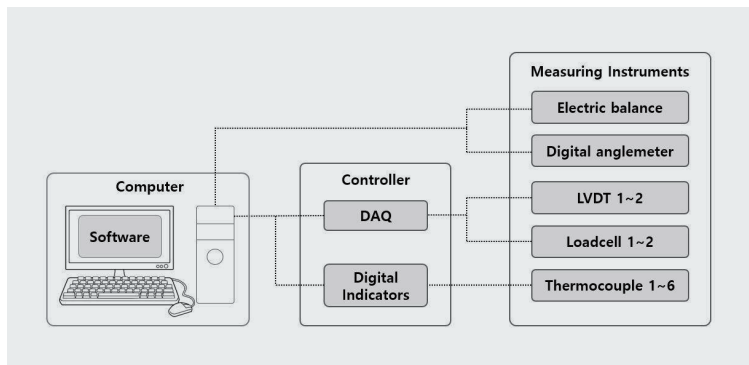 Measuring Instruments
Electric balance
Digital anglemeter
Computer
Controller
Software
DAQ
LVDT 1~2
Loadcell 1~2
Digital
Indicators
Thermocouple 1~6